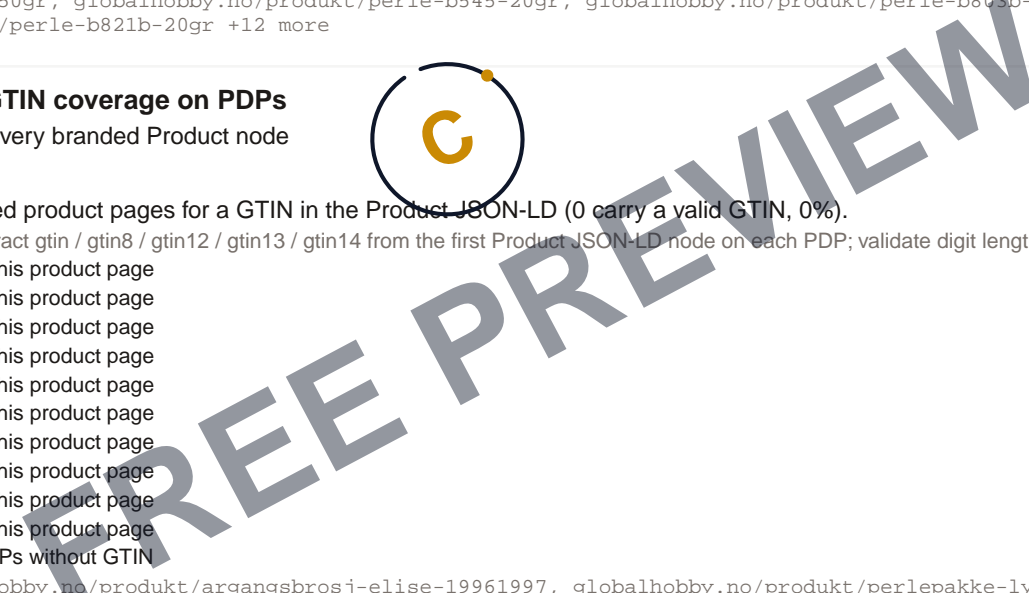 50gr, globalhobby.no/produkt/perle-b545-20gr, globalhobby.no/produkt/perle-b803b-
/perle-b821b-20gr +12 more
GTIN coverage on PDPs
very branded Product node
C
ed product pages for a GTIN in the Product JSON-LD (0 carry a valid GTIN, 0%).
ract gtin / gtin8 / gtin12 / gtin13 / gtin14 from the first Product JSON-LD node on each PDP; validate digit lengt
his product page
his product page
his product page
his product page
his product page
his product page
his product page
his product page
his product page
his product page
Ps without GTIN
obby.no/produkt/argangsbrosj-elise-19961997, globalhobby.no/produkt/perlepakke-ly
FREE PREVIEW